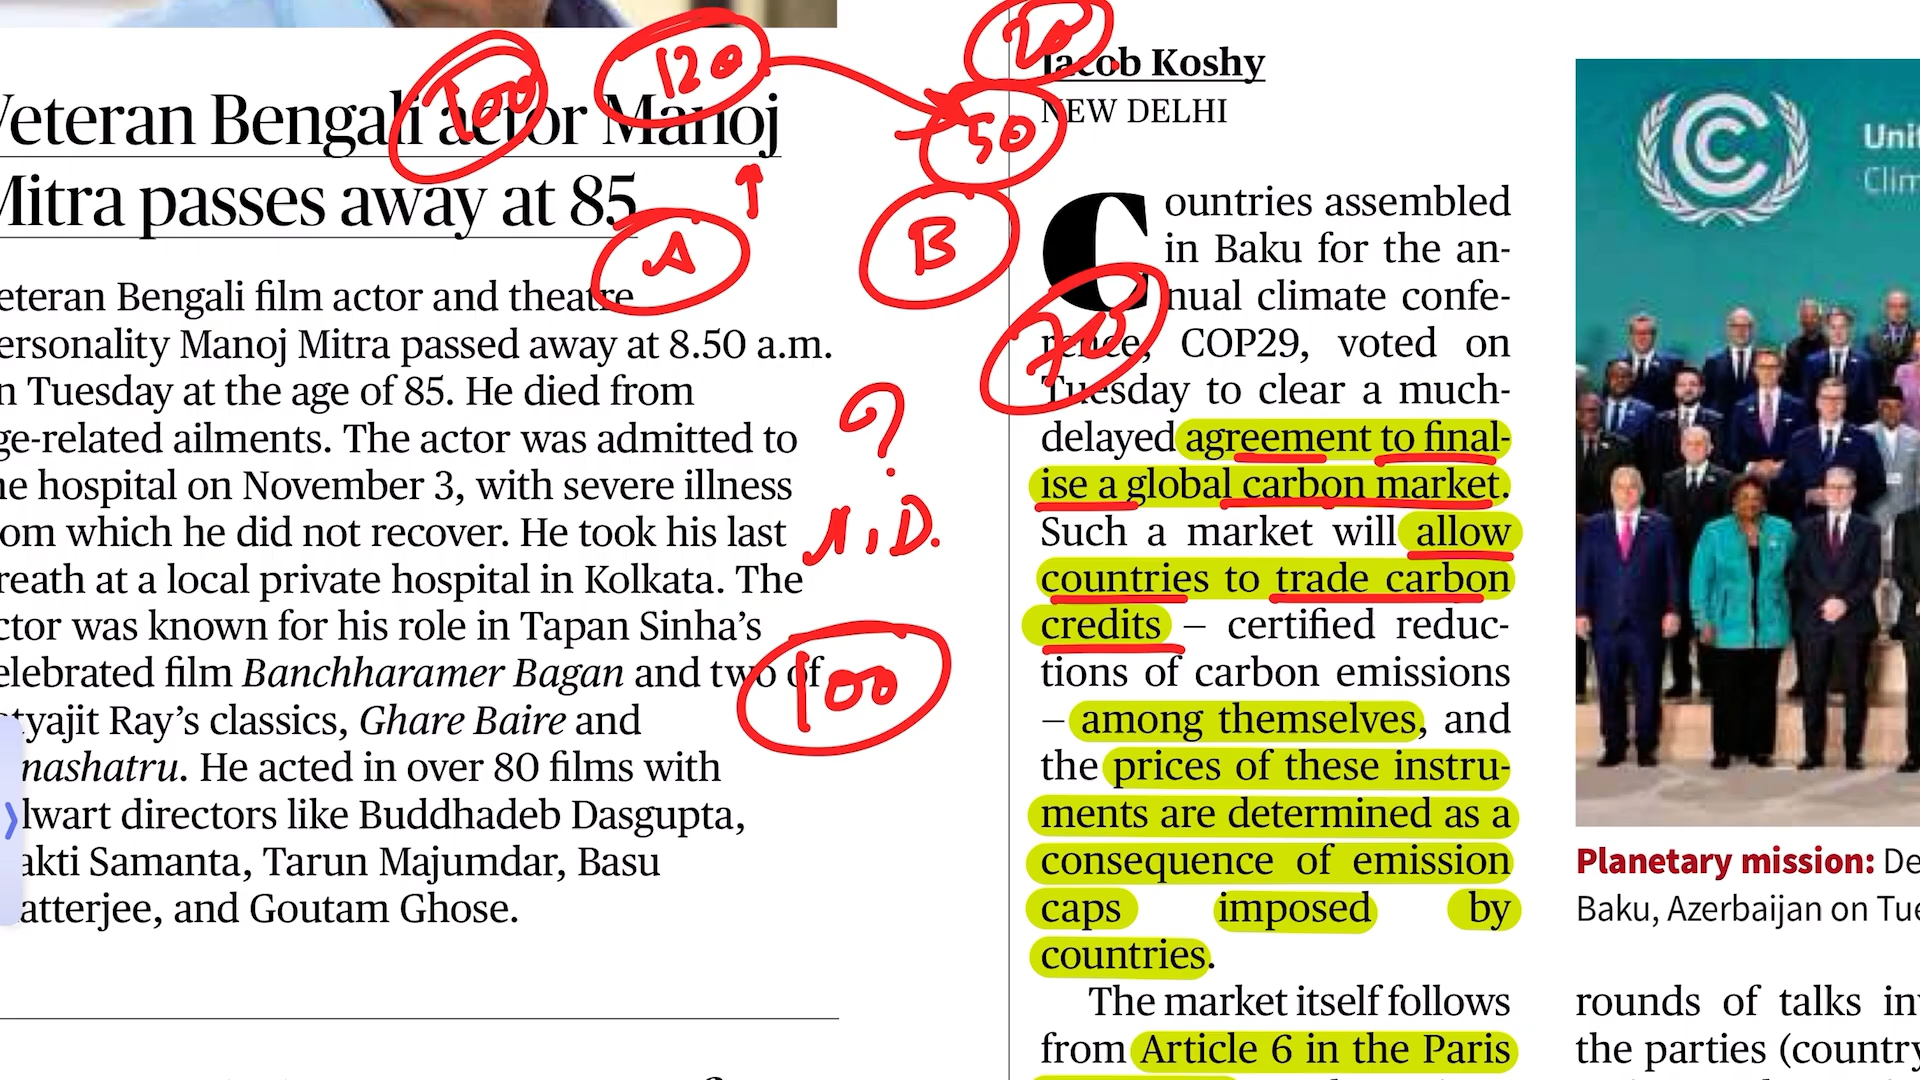 Veteran Bengali actor Manoj
Mitra passes away at 85
eteran Bengali film actor and theatre
ersonality Manoj Mitra passed away at 8.50 a.m.
n Tuesday at the age of 85. He died from
ge-related ailments. The actor was admitted to
he hospital on November 3, with severe illness
rom which he did not recover. He took his last
reath at a local private hospital in Kolkata. The
ctor was known for his role in Tapan Sinha’s
elebrated film Banchharamer Bagan and two of
atyajit Ray’s classics, Ghare Baire and
nashatru. He acted in over 80 films with
lwart directors like Buddhadeb Dasgupta,
akti Samanta, Tarun Majumdar, Basu
atterjee, and Goutam Ghose.
100
120
20
50
A
B
70
?
N.D.
100
Jacob Koshy
NEW DELHI
Countries assembled
in Baku for the an-
nual climate confe-
rence, COP29, voted on
Tuesday to clear a much-
delayed agreement to final-
ise a global carbon market.
Such a market will allow
countries to trade carbon
credits – certified reduc-
tions of carbon emissions
– among themselves, and
the prices of these instru-
ments are determined as a
consequence of emission
caps imposed by
countries.
The market itself follows
from Article 6 in the Paris
Uni
Clim
Planetary mission: De
Baku, Azerbaijan on Tue
rounds of talks in
the parties (country